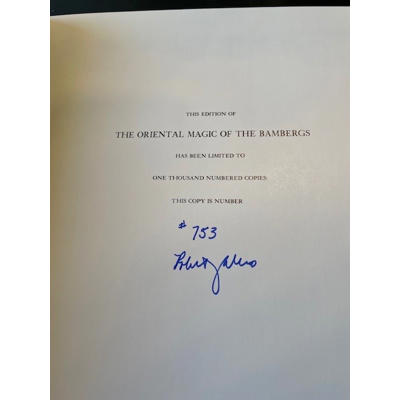 THIS EDITION OF
THE ORIENTAL MAGIC OF THE BAMBERGS
HAS BEEN LIMITED TO
ONE THOUSAND NUMBERED COPIES:
THIS COPY IS NUMBER
# 753